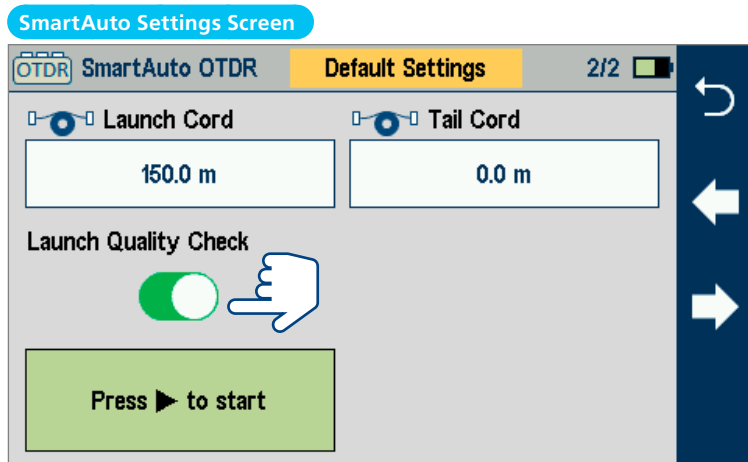 SmartAuto Settings Screen
OTDR SmartAuto OTDR Default Settings 2/2
Launch Cord Tail Cord
150.0 m 0.0 m
Launch Quality Check
Press ▶ to start